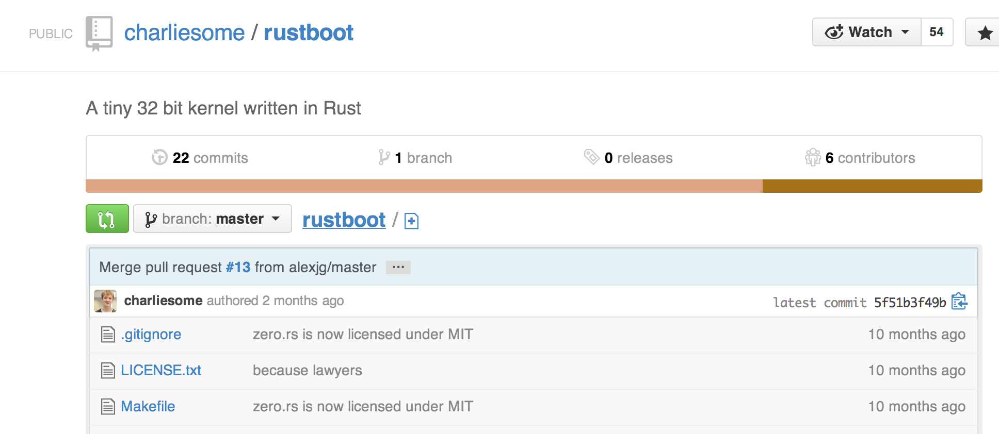 PUBLIC charliesome / rustboot Watch 54
A tiny 32 bit kernel written in Rust
22 commits 1 branch 0 releases 6 contributors
branch: master rustboot /
Merge pull request #13 from alexjg/master ...
charliesome authored 2 months ago latest commit 5f51b3f49b
.gitignore zero.rs is now licensed under MIT 10 months ago
LICENSE.txt because lawyers 10 months ago
Makefile zero.rs is now licensed under MIT 10 months ago